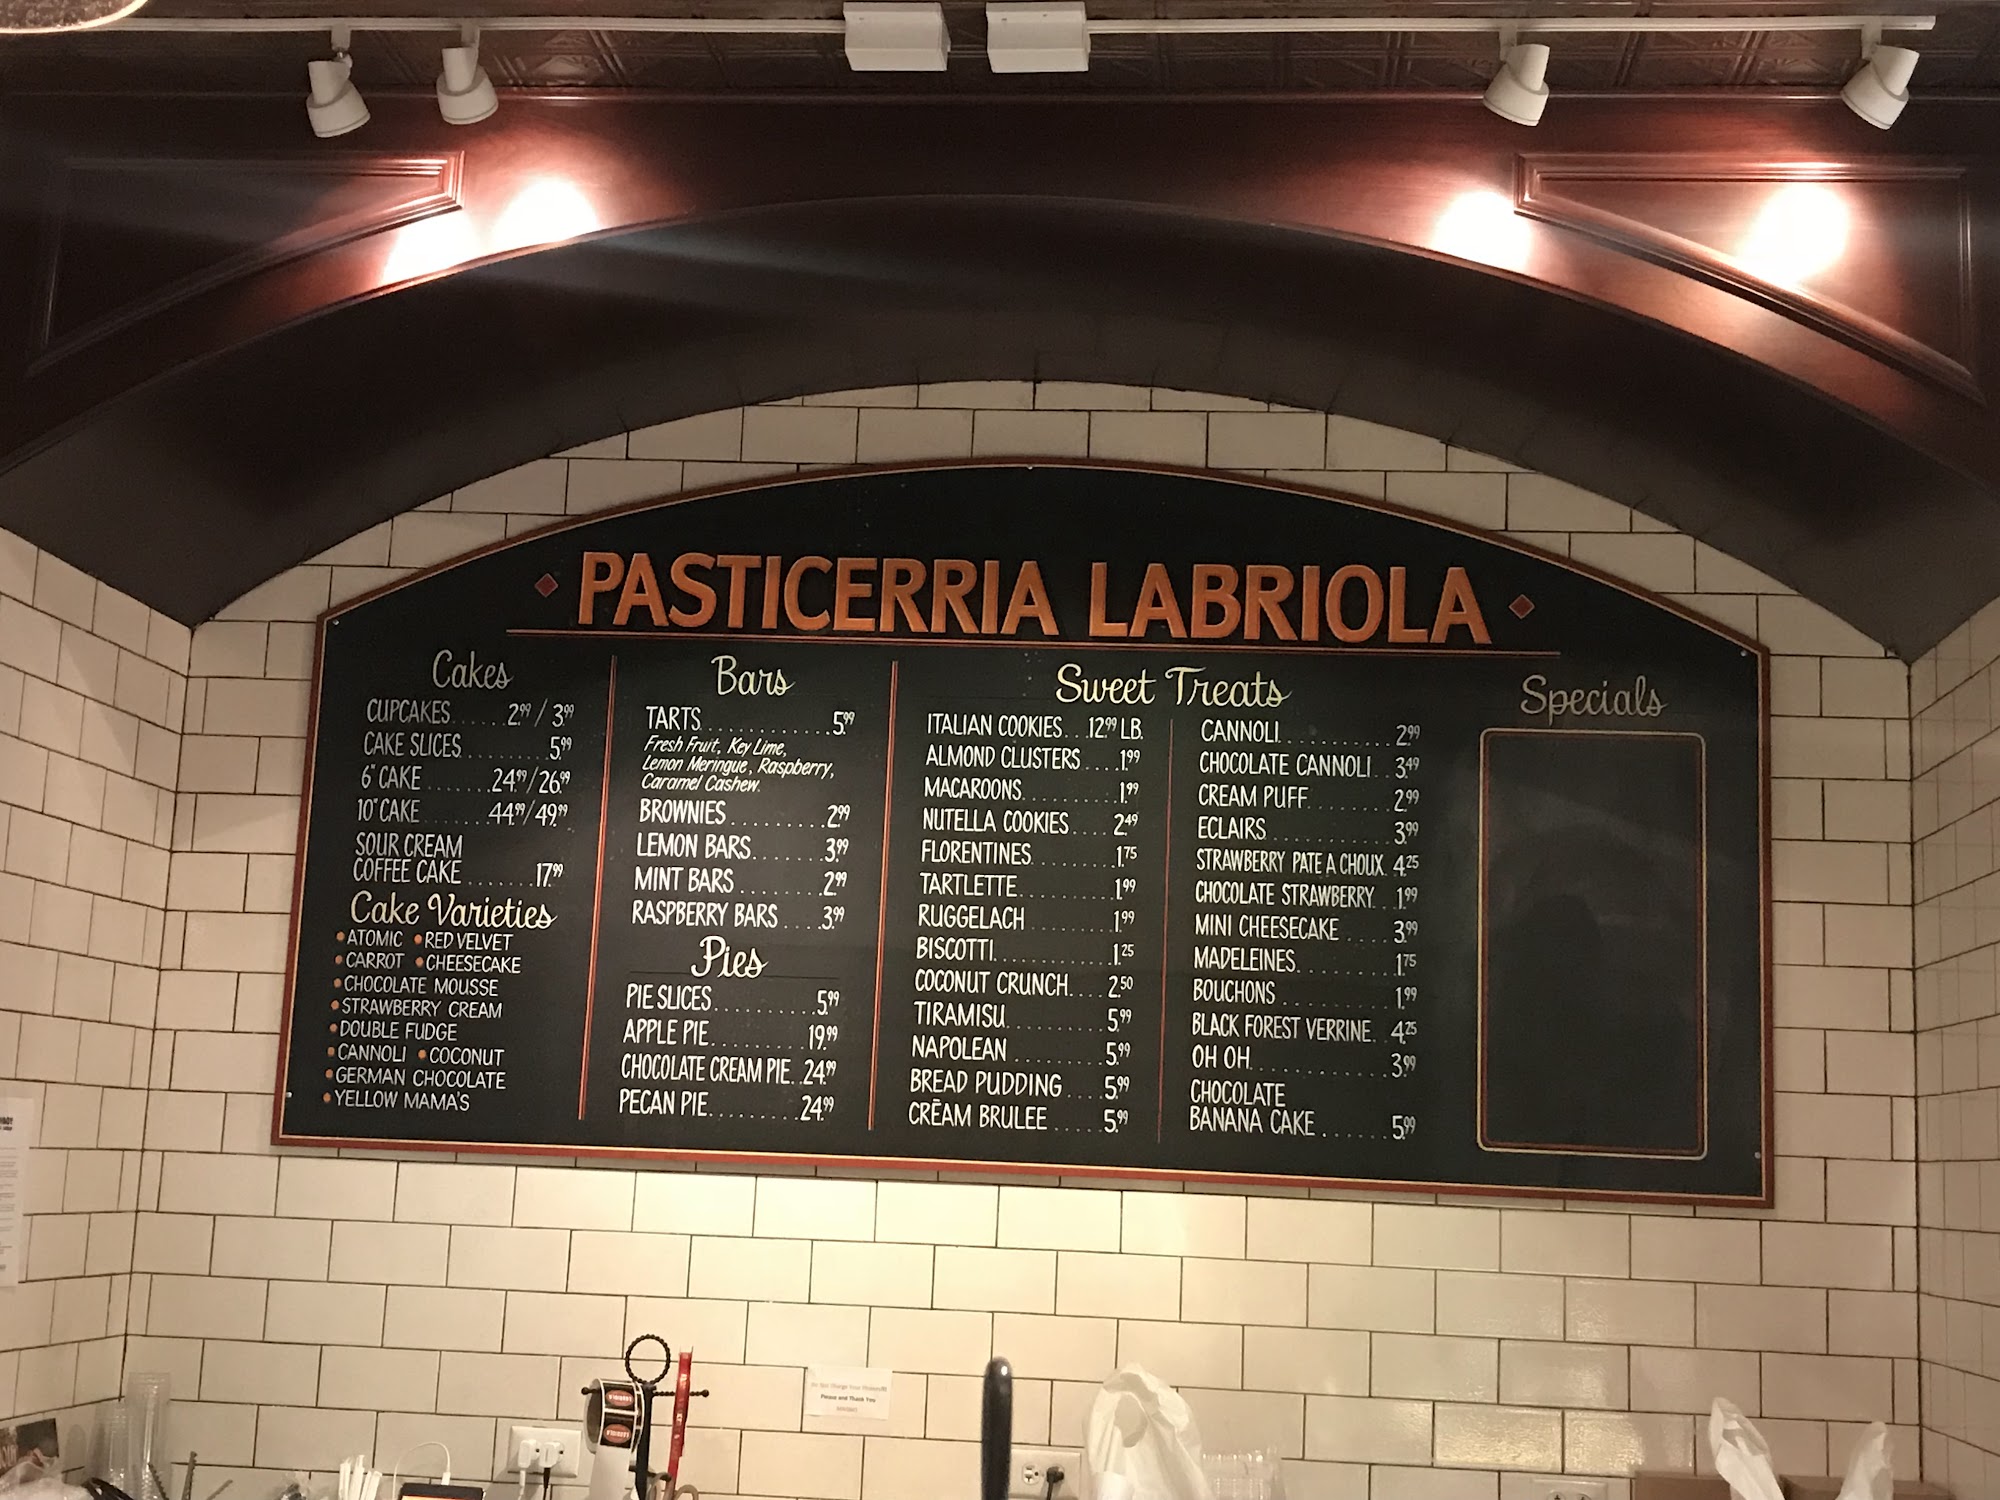 PASTICERRIA LABRIOLA
Cakes
CUPCAKES......2.99 / 3.99
CAKE SLICES.........5.99
6" CAKE .......24.99/26.99
10" CAKE ......44.99/49.99
SOUR CREAM
COFFEE CAKE .......17.99
Cake Varieties
• ATOMIC • RED VELVET
• CARROT • CHEESECAKE
• CHOCOLATE MOUSSE
• STRAWBERRY CREAM
• DOUBLE FUDGE
• CANNOLI • COCONUT
• GERMAN CHOCOLATE
• YELLOW MAMA'S
Bars
TARTS.............5.99
Fresh Fruit, Key Lime,
Lemon Meringue, Raspberry,
Caramel Cashew.
BROWNIES..........2.99
LEMON BARS.......3.99
MINT BARS ........2.99
RASPBERRY BARS ....3.99
Pies
PIE SLICES..........5.99
APPLE PIE..........19.99
CHOCOLATE CREAM PIE..24.99
PECAN PIE.........24.99
Sweet Treats
ITALIAN COOKIES...12.99 LB.
ALMOND CLUSTERS ....1.99
MACAROONS..........1.99
NUTELLA COOKIES....2.49
FLORENTINES.........1.75
TARTLETTE..........1.99
RUGGELACH .........1.99
BISCOTTI............1.25
COCONUT CRUNCH....2.50
TIRAMISU...........5.99
NAPOLEAN ..........5.99
BREAD PUDDING ....5.99
CRĒAM BRULEE .....5.99
CANNOLI...........2.99
CHOCOLATE CANNOLI..3.49
CREAM PUFF........2.99
ECLAIRS............3.99
STRAWBERRY PATE A CHOUX.4.25
CHOCOLATE STRAWBERRY..1.99
MINI CHEESECAKE .....3.99
MADELEINES.........1.75
BOUCHONS ..........1.99
BLACK FOREST VERRINE..4.25
OH OH.............3.99
CHOCOLATE
BANANA CAKE ......5.99
Specials
Please and Thank You